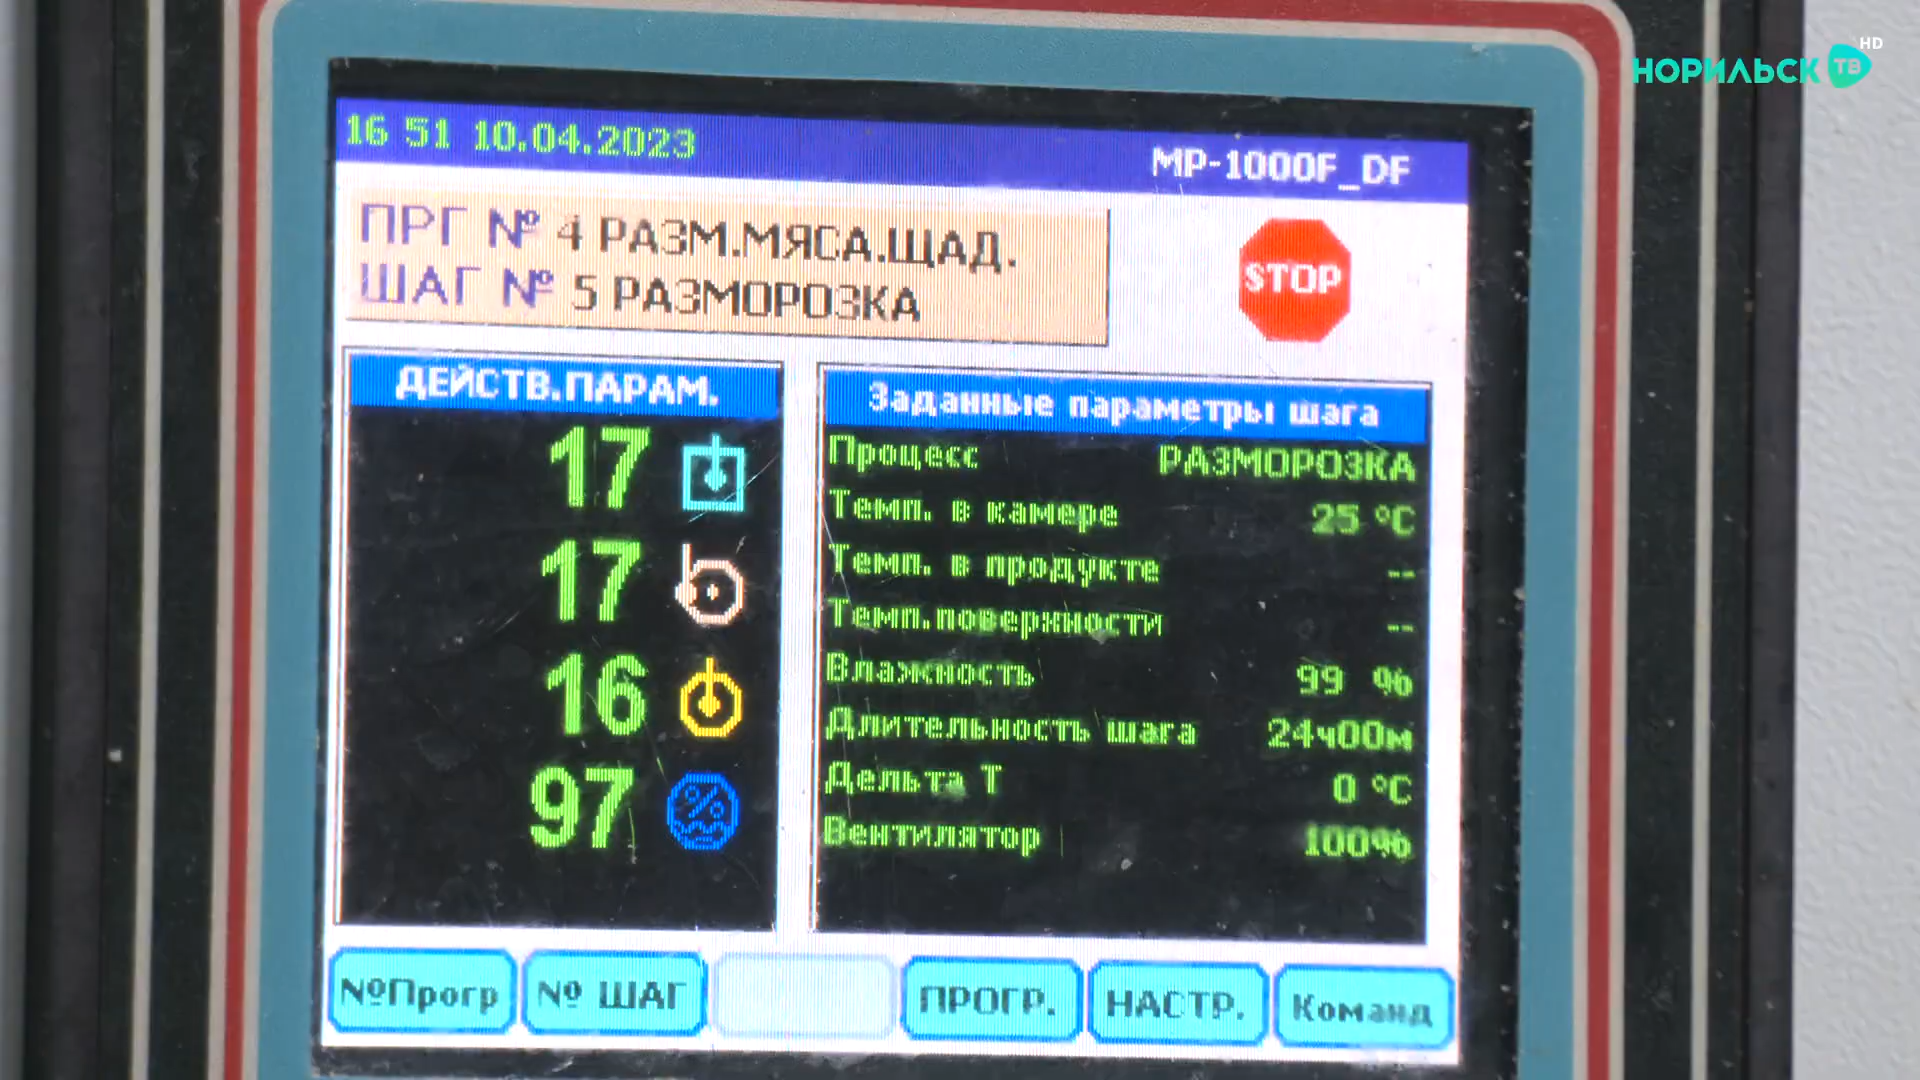 НОРИЛЬСК ТВ HD
16 51 10.04.2023
MP-1000F_DF
ПРГ № 4 РАЗМ.МЯСА.ЩАД.
ШАГ № 5 РАЗМОРОЗКА
STOP
ДЕЙСТВ.ПАРАМ.
17
17
16
97 %
Заданные параметры шага
Процесс РАЗМОРОЗКА
Темп. в камере 25 °C
Темп. в продукте --
Темп.поверхности --
Влажность 99 %
Длительность шага 24ч00м
Дельта Т 0 °C
Вентилятор 100%
№Прогр № ШАГ ПРОГР. НАСТР. Команд